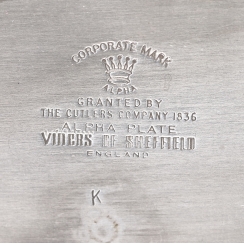 CORPORATE MARK
ALPHA
GRANTED BY
THE CUTLERS COMPANY 1836
ALPHA PLATE
VINERS OF SHEFFIELD
ENGLAND
K